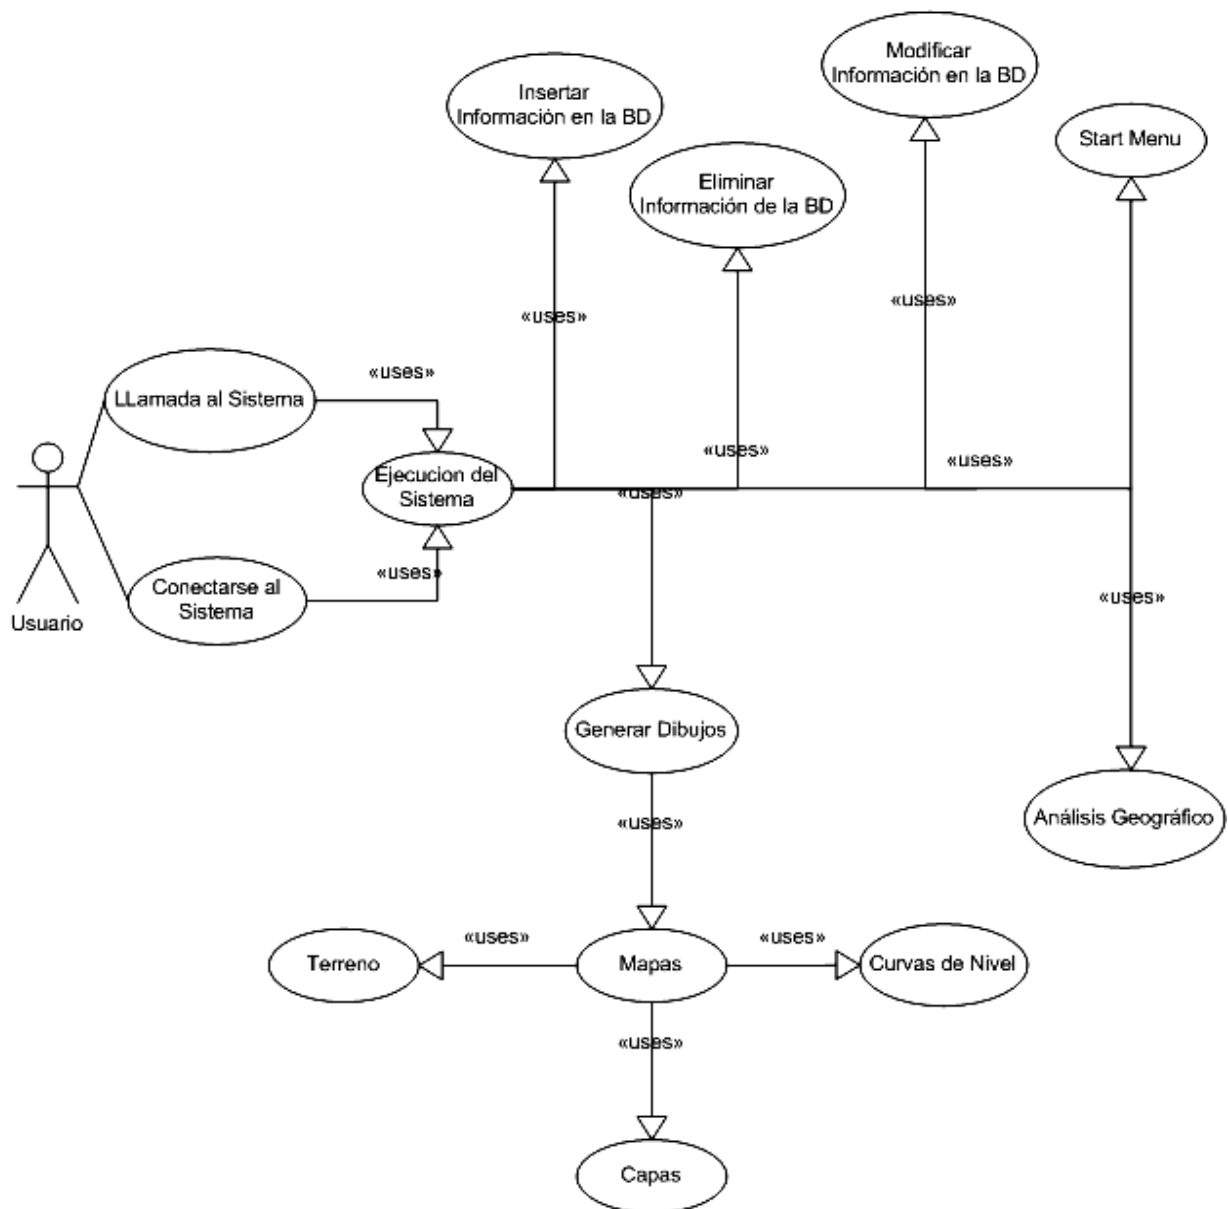 Modificar
Información en la BD
Insertar
Información en la BD
Start Menu
Eliminar
Información de la BD
«uses»
«uses»
«uses»
LLamada al Sistema
«uses»
«uses»
Ejecucion del
Sistema
«uses»
«uses»
Conectarse al
Sistema
«uses»
Usuario
Generar Dibujos
Análisis Geográfico
«uses»
«uses»
«uses»
Terreno
Mapas
Curvas de Nivel
«uses»
Capas